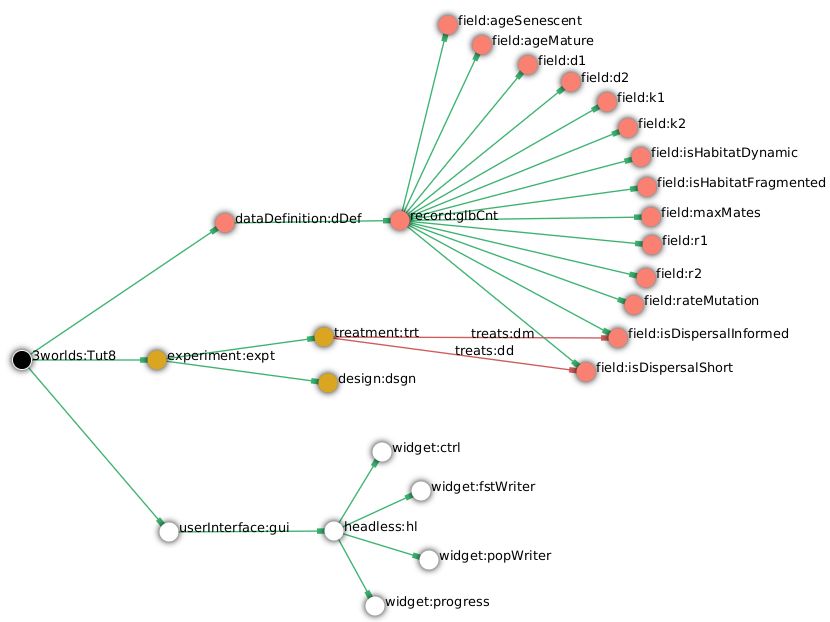 field:ageSenescent
field:ageMature
field:d1
field:d2
field:k1
field:k2
field:isHabitatDynamic
field:isHabitatFragmented
field:maxMates
dataDefinition:dDef
record:glbCnt
field:r1
field:r2
field:rateMutation
treatment:trt
treats:dm
field:isDispersalInformed
3worlds:Tut8
experiment:expt
treats:dd
design:dsgn
field:isDispersalShort
widget:ctrl
widget:fstWriter
userInterface:gui
headless:hl
widget:popWriter
widget:progress